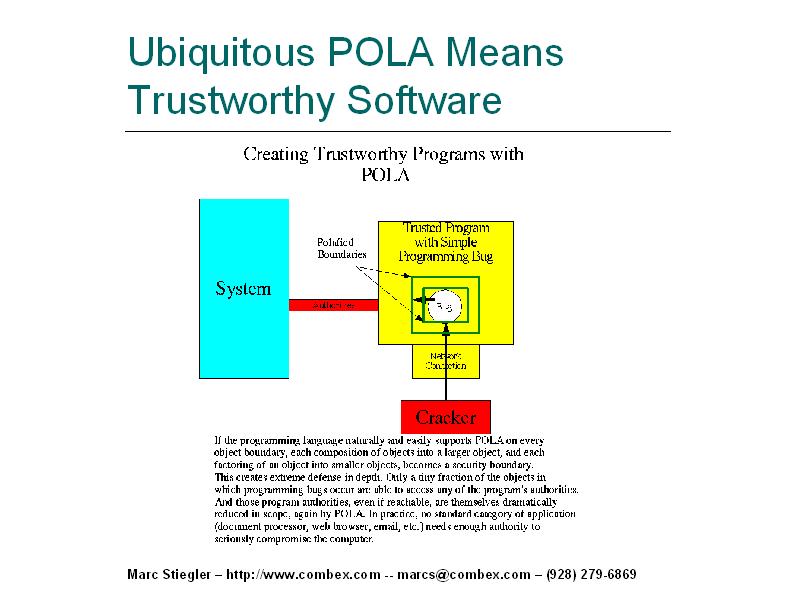 Ubiquitous POLA Means
Trustworthy Software
Creating Trustworthy Programs with
POLA
System
Polafied
Boundaries
Trusted Program
with Simple
Programming Bug
Authorities
Bug
Network
Connection
Cracker
If the programming language naturally and easily supports POLA on every
object boundary, each composition of objects into a larger object, and each
factoring of an object into smaller objects, becomes a security boundary.
This creates extreme defense in depth. Only a tiny fraction of the objects in
which programming bugs occur are able to access any of the program's authorities.
And those program authorities, even if reachable, are themselves dramatically
reduced in scope, again by POLA. In practice, no standard category of application
(document processor, web browser, email, etc.) needs enough authority to
seriously compromise the computer.
Marc Stiegler – http://www.combex.com -- marcs@combex.com – (928) 279-6869